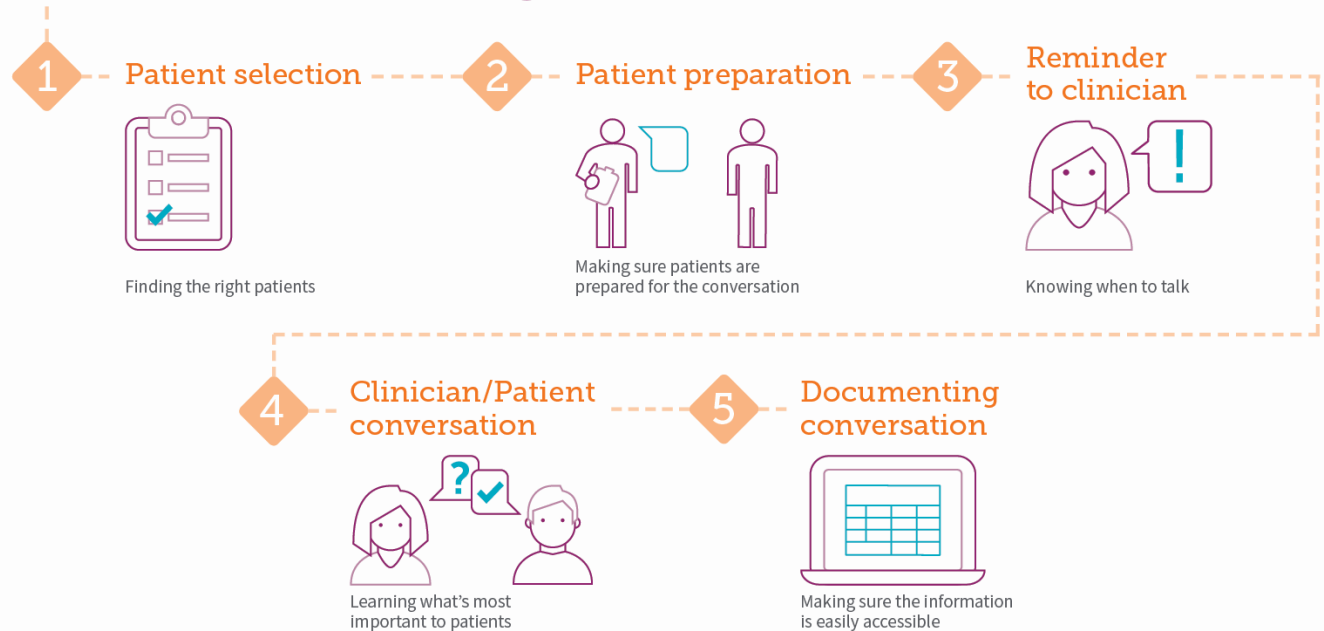 1
Patient selection
Finding the right patients
2
Patient preparation
Making sure patients are
prepared for the conversation
3
Reminder
to clinician
!
Knowing when to talk
4
Clinician/Patient
conversation
?
Learning what's most
important to patients
5
Documenting
conversation
Making sure the information
is easily accessible